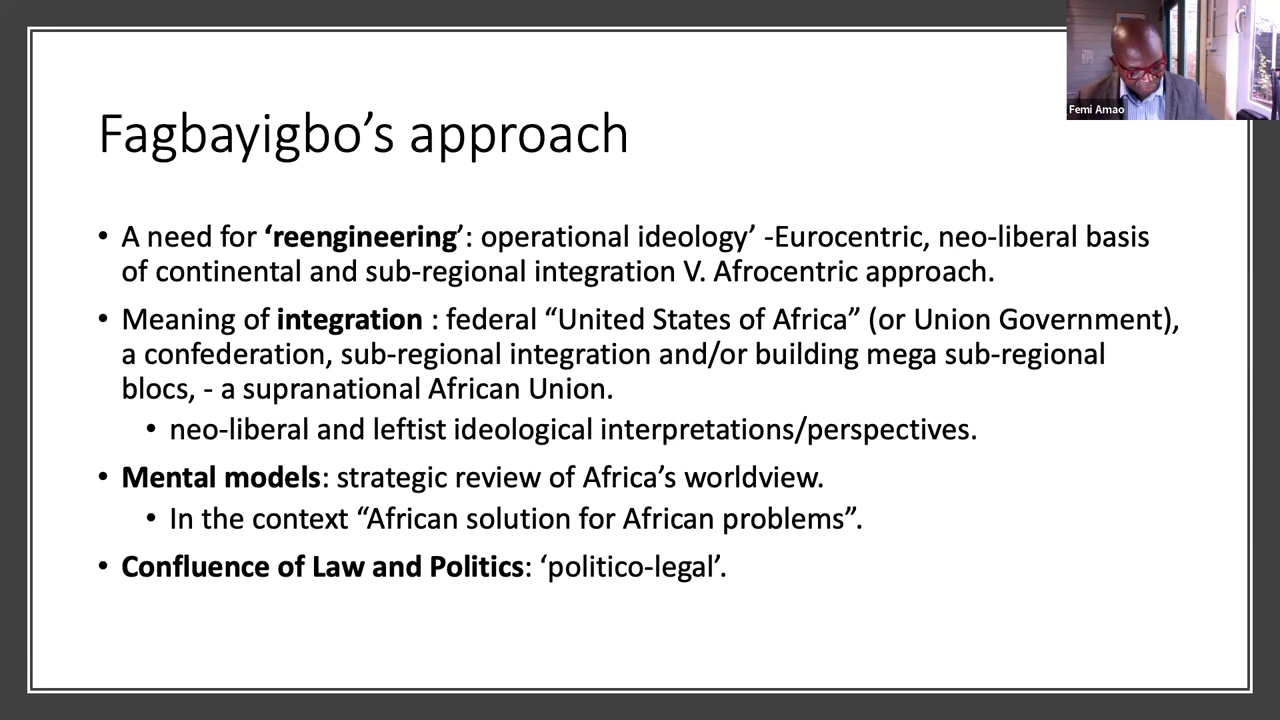 Femi Amao
Fagbayigbo’s approach
• A need for ‘reengineering’: operational ideology’ -Eurocentric, neo-liberal basis
of continental and sub-regional integration V. Afrocentric approach.
• Meaning of integration : federal “United States of Africa” (or Union Government),
a confederation, sub-regional integration and/or building mega sub-regional
blocs, - a supranational African Union.
• neo-liberal and leftist ideological interpretations/perspectives.
• Mental models: strategic review of Africa’s worldview.
• In the context “African solution for African problems”.
• Confluence of Law and Politics: ‘politico-legal’.